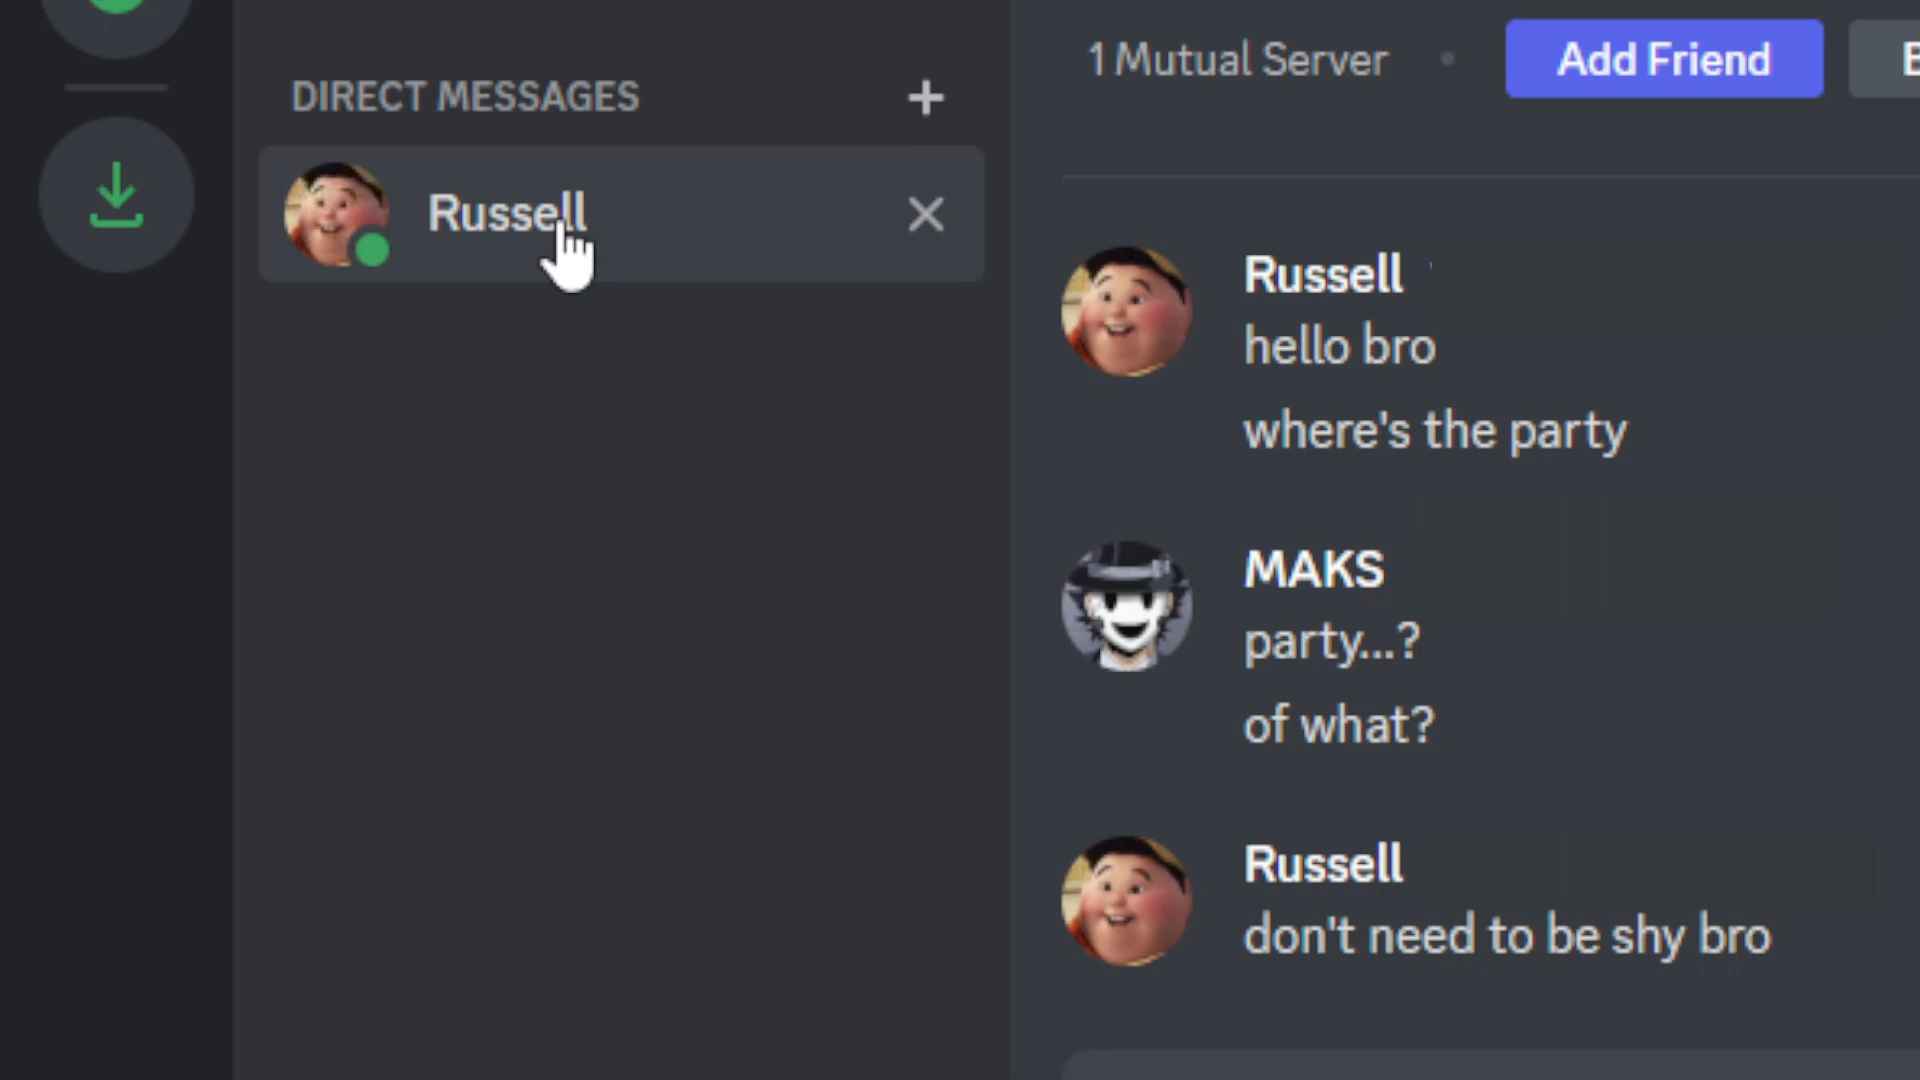 DIRECT MESSAGES
Russell
1 Mutual Server
Add Friend
Russell
hello bro
where's the party
MAKS
party...?
of what?
Russell
don't need to be shy bro